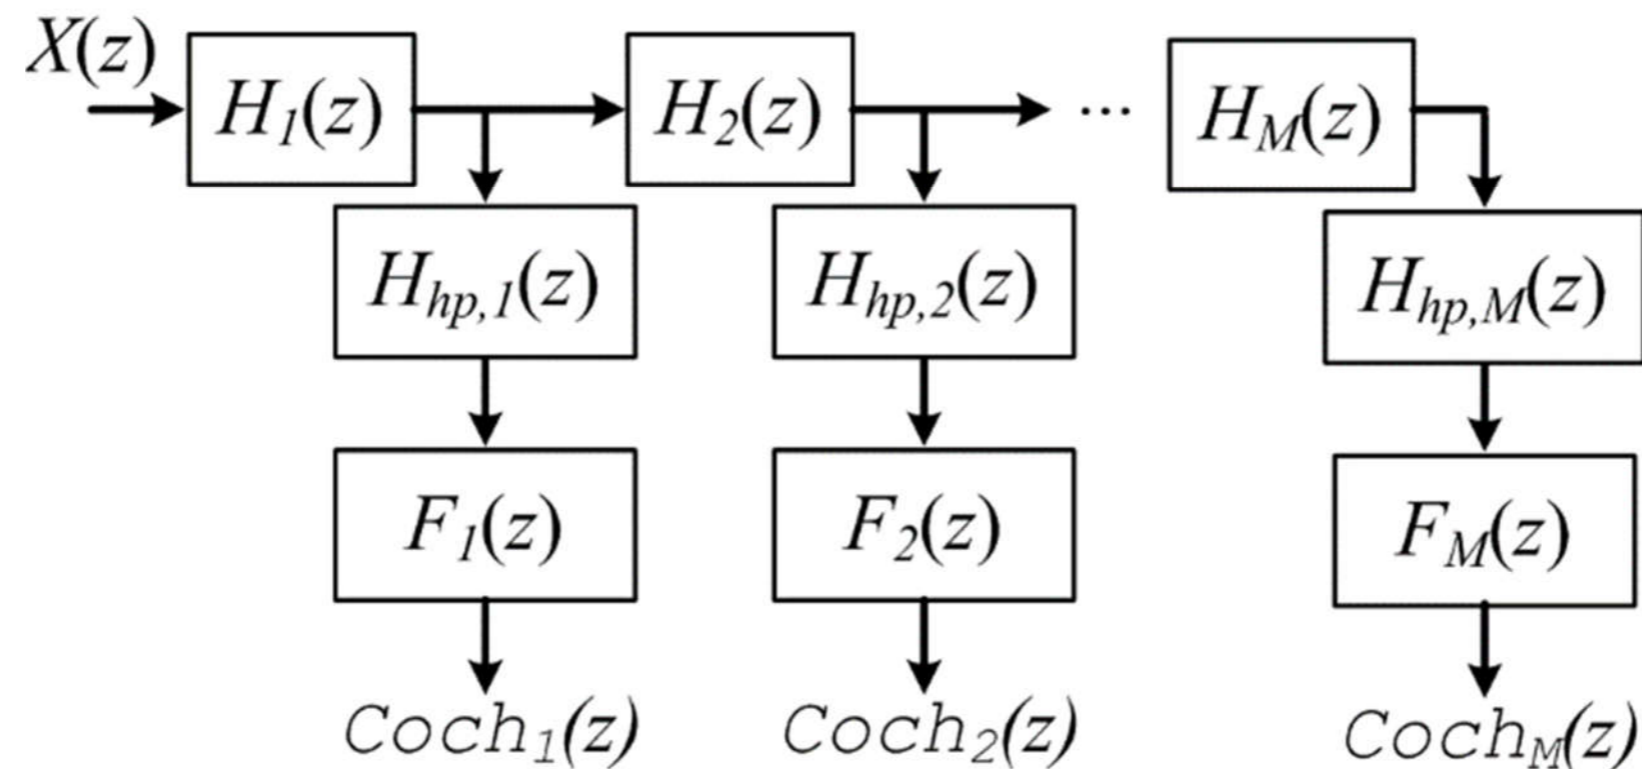 X(z)
H1(z) H2(z) ... HM(z)
Hhp,1(z) Hhp,2(z) Hhp,M(z)
F1(z) F2(z) FM(z)
Coch1(z) Coch2(z) CochM(z)